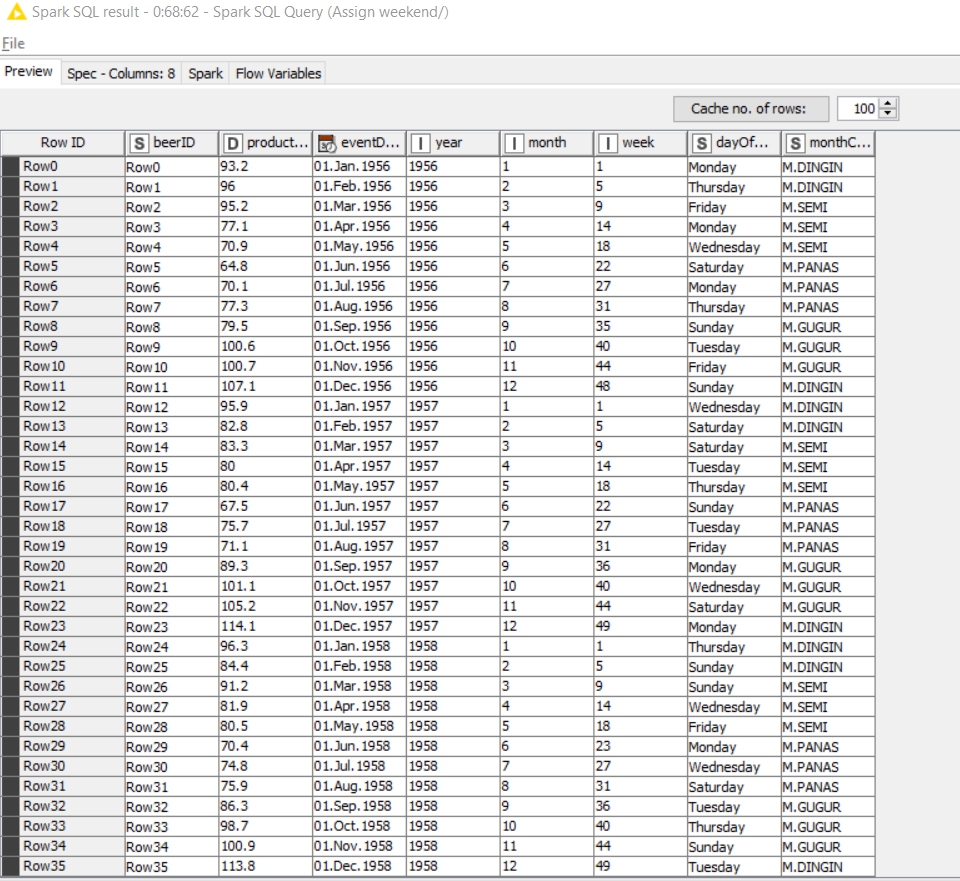 Spark SQL result - 0:68:62 - Spark SQL Query (Assign weekend/)
File
Preview Spec - Columns: 8 Spark Flow Variables
Cache no. of rows: 100
Row ID S beerID D product... eventD... I year I month I week S dayOf... S monthC...
Row0 Row0 93.2 01.Jan.1956 1956 1 1 Monday M.DINGIN
Row1 Row1 96 01.Feb.1956 1956 2 5 Thursday M.DINGIN
Row2 Row2 95.2 01.Mar.1956 1956 3 9 Friday M.SEMI
Row3 Row3 77.1 01.Apr.1956 1956 4 14 Monday M.SEMI
Row4 Row4 70.9 01.May.1956 1956 5 18 Wednesday M.SEMI
Row5 Row5 64.8 01.Jun.1956 1956 6 22 Saturday M.PANAS
Row6 Row6 70.1 01.Jul.1956 1956 7 27 Monday M.PANAS
Row7 Row7 77.3 01.Aug.1956 1956 8 31 Thursday M.PANAS
Row8 Row8 79.5 01.Sep.1956 1956 9 35 Sunday M.GUGUR
Row9 Row9 100.6 01.Oct.1956 1956 10 40 Tuesday M.GUGUR
Row10 Row10 100.7 01.Nov.1956 1956 11 44 Friday M.GUGUR
Row11 Row11 107.1 01.Dec.1956 1956 12 48 Sunday M.DINGIN
Row12 Row12 95.9 01.Jan.1957 1957 1 1 Wednesday M.DINGIN
Row13 Row13 82.8 01.Feb.1957 1957 2 5 Saturday M.DINGIN
Row14 Row14 83.3 01.Mar.1957 1957 3 9 Saturday M.SEMI
Row15 Row15 80 01.Apr.1957 1957 4 14 Tuesday M.SEMI
Row16 Row16 80.4 01.May.1957 1957 5 18 Thursday M.SEMI
Row17 Row17 67.5 01.Jun.1957 1957 6 22 Sunday M.PANAS
Row18 Row18 75.7 01.Jul.1957 1957 7 27 Tuesday M.PANAS
Row19 Row19 71.1 01.Aug.1957 1957 8 31 Friday M.PANAS
Row20 Row20 89.3 01.Sep.1957 1957 9 36 Monday M.GUGUR
Row21 Row21 101.1 01.Oct.1957 1957 10 40 Wednesday M.GUGUR
Row22 Row22 105.2 01.Nov.1957 1957 11 44 Saturday M.GUGUR
Row23 Row23 114.1 01.Dec.1957 1957 12 49 Monday M.DINGIN
Row24 Row24 96.3 01.Jan.1958 1958 1 1 Thursday M.DINGIN
Row25 Row25 84.4 01.Feb.1958 1958 2 5 Sunday M.DINGIN
Row26 Row26 91.2 01.Mar.1958 1958 3 9 Sunday M.SEMI
Row27 Row27 81.9 01.Apr.1958 1958 4 14 Wednesday M.SEMI
Row28 Row28 80.5 01.May.1958 1958 5 18 Friday M.SEMI
Row29 Row29 70.4 01.Jun.1958 1958 6 23 Monday M.PANAS
Row30 Row30 74.8 01.Jul.1958 1958 7 27 Wednesday M.PANAS
Row31 Row31 75.9 01.Aug.1958 1958 8 31 Saturday M.PANAS
Row32 Row32 86.3 01.Sep.1958 1958 9 36 Tuesday M.GUGUR
Row33 Row33 98.7 01.Oct.1958 1958 10 40 Thursday M.GUGUR
Row34 Row34 100.9 01.Nov.1958 1958 11 44 Sunday M.GUGUR
Row35 Row35 113.8 01.Dec.1958 1958 12 49 Tuesday M.DINGIN